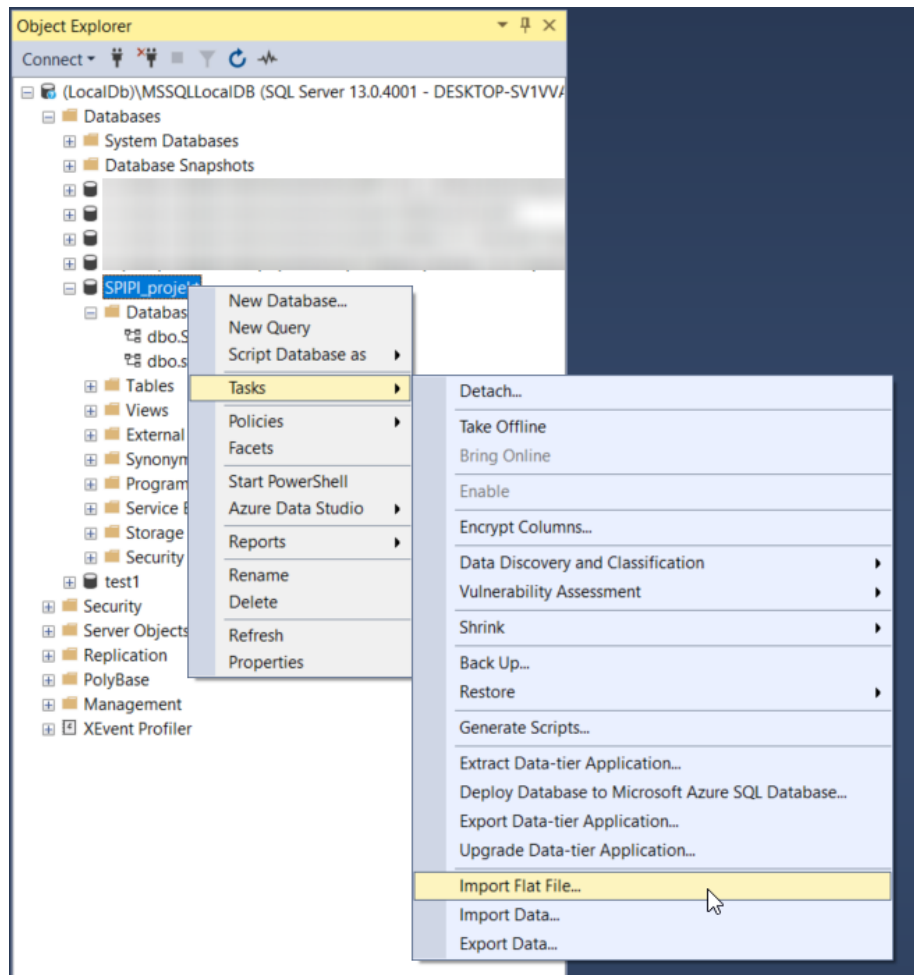 Object Explorer
Connect
(LocalDb)\MSSQLLocalDB (SQL Server 13.0.4001 - DESKTOP-SV1VVA
Databases
System Databases
Database Snapshots
SPIPI_projekt
Databas
dbo.S
dbo.s
Tables
Views
External
Synonym
Program
Service
Storage
Security
test1
Security
Server Objects
Replication
PolyBase
Management
XEvent Profiler
New Database...
New Query
Script Database as
Tasks
Policies
Facets
Start PowerShell
Azure Data Studio
Reports
Rename
Delete
Refresh
Properties
Detach...
Take Offline
Bring Online
Enable
Encrypt Columns...
Data Discovery and Classification
Vulnerability Assessment
Shrink
Back Up...
Restore
Generate Scripts...
Extract Data-tier Application...
Deploy Database to Microsoft Azure SQL Database...
Export Data-tier Application...
Upgrade Data-tier Application...
Import Flat File...
Import Data...
Export Data...